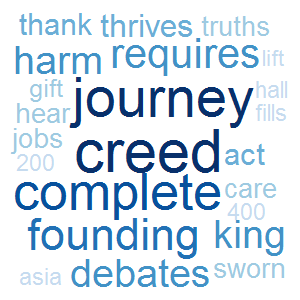 thank thrives truths
harm requires lift
gift journey hall
hear fills
jobs creed act
200
complete care
400
founding king
asia debates sworn